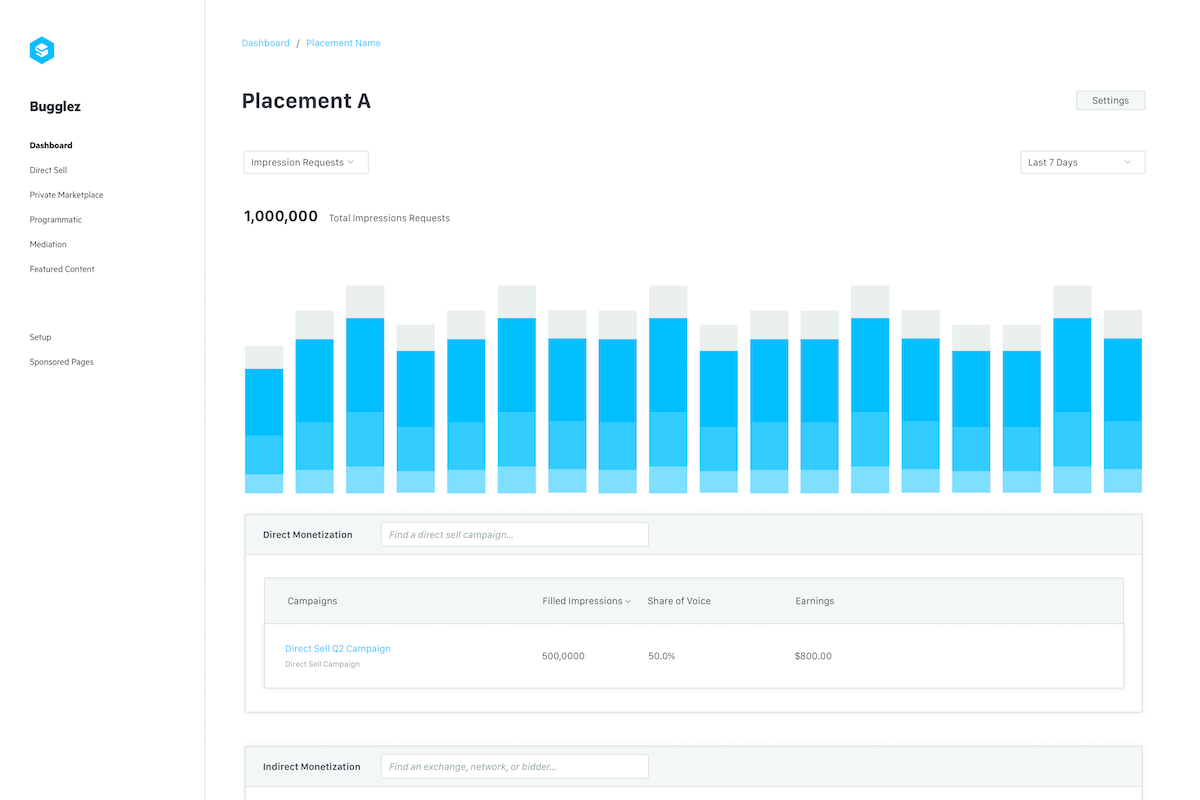 Dashboard / Placement Name
Bugglez
Placement A
Settings
Dashboard
Direct Sell
Private Marketplace
Programmatic
Mediation
Featured Content
Setup
Sponsored Pages
Impression Requests
Last 7 Days
1,000,000 Total Impressions Requests
Direct Monetization
Find a direct sell campaign...
Campaigns Filled Impressions Share of Voice Earnings
Direct Sell Q2 Campaign
Direct Sell Campaign
500,0000 50.0% $800.00
Indirect Monetization
Find an exchange, network, or bidder...